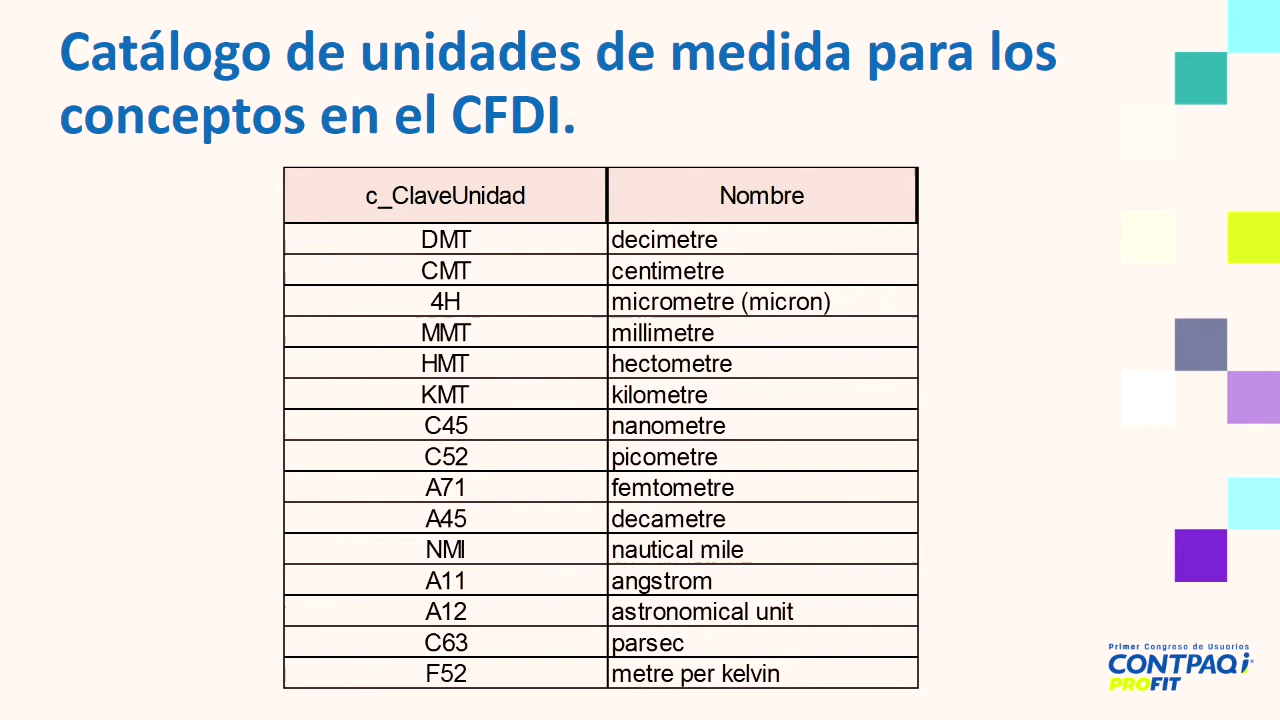 Catálogo de unidades de medida para los
conceptos en el CFDI.
c_ClaveUnidad Nombre
DMT decimetre
CMT centimetre
4H micrometre (micron)
MMT millimetre
HMT hectometre
KMT kilometre
C45 nanometre
C52 picometre
A71 femtometre
A45 decametre
NMI nautical mile
A11 angstrom
A12 astronomical unit
C63 parsec
F52 metre per kelvin
Primer Congreso de Usuarios
CONTPAQi®
PROFIT